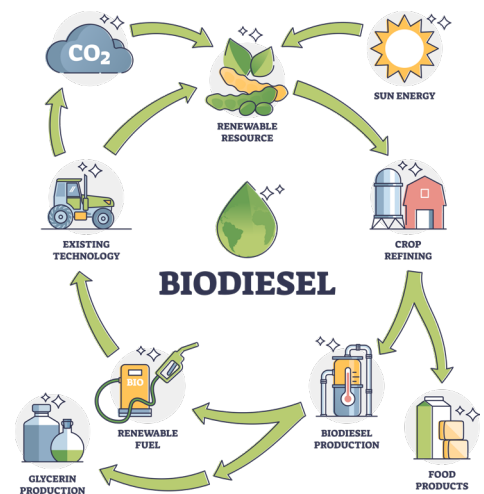 CO2
SUN ENERGY
RENEWABLE
RESOURCE
EXISTING
TECHNOLOGY
CROP
REFINING
BIODIESEL
BIO
RENEWABLE
FUEL
BIODIESEL
PRODUCTION
GLYCERIN
PRODUCTION
FOOD
PRODUCTS